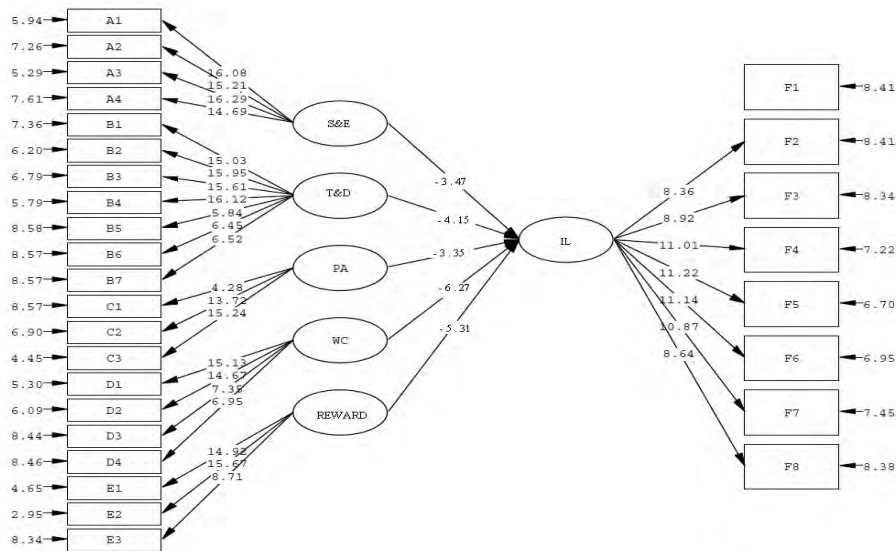 5.94 A1
7.26 A2
5.29 A3
7.61 A4
7.36 B1
6.20 B2
6.79 B3
5.79 B4
8.58 B5
8.57 B6
8.57 B7
8.57 C1
6.90 C2
4.45 C3
5.30 D1
6.09 D2
8.44 D3
8.46 D4
4.65 E1
2.95 E2
8.34 E3
16.08
15.21
16.29
14.69
15.03
15.95
15.61
16.12
5.84
6.45
6.52
4.28
13.72
15.24
15.13
14.67
7.35
6.95
14.92
15.67
8.71
S&E
T&D
PA
WC
REWARD
-3.47
-4.15
-3.35
-6.27
-5.31
IL
8.36
8.92
11.01
11.22
11.14
10.87
8.64
F1 8.41
F2 8.41
F3 8.34
F4 7.22
F5 6.70
F6 6.95
F7 7.45
F8 8.38